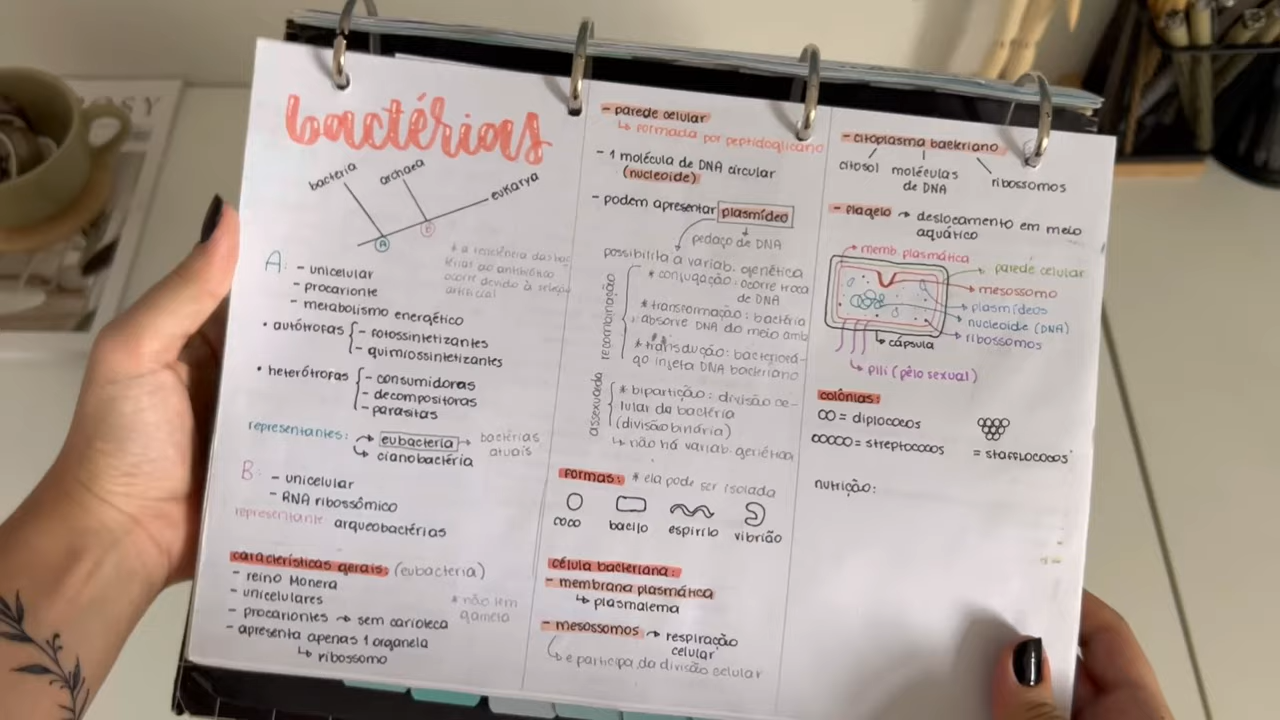 bactérias
bacteria
archaea
eukarya
A
B
* a resistência das bac
térias ao antibiótico
ocorre devido à seleção
artificial
A: - unicelular
- procarionte
- metabolismo energético
• autótrofas { - fotossintetizantes
- quimiossintetizantes
• heterótrofas { - consumidoras
- decompositoras
- parasitas
representantes: → eubacteria → bactérias
atuais
↳ cianobactéria
B: - unicelular
- RNA ribossômico
representante: arqueobactérias
características gerais: (eubacteria)
- reino Monera
- unicelulares
- procariontes → sem carioteca
- apresenta apenas 1 organela
↳ ribossomo
* não tem
gameta
- parede celular
↳ formada por peptidoglicano
- 1 molécula de DNA circular
(nucleoide)
- podem apresentar plasmídeo
pedaço de DNA
possibilita a variab. genética
recombinação
* conjugação: ocorre troca
de DNA
* transformação: bactéria
absorve DNA do meio amb
* transdução: bacteriófa-
go injeta DNA bacteriano
assexuada
* bipartição: divisão ce-
lular da bactéria
(divisão binária)
↳ não há variab. genética
formas: * ela pode ser isolada
coco bacilo espirilo vibrião
célula bacteriana:
- membrana plasmática
↳ plasmalema
- mesossomos → respiração
celular
↳ e participa da divisão celular
- citoplasma bacteriano
citosol moléculas
de DNA
ribossomos
- flagelo → deslocamento em meio
aquático
memb. plasmática
parede celular
mesossomo
plasmídeos
nucleoide (DNA)
ribossomos
cápsula
pili (pêlo sexual)
colônias:
= diplococos
= streptococos
= stafilococos
nutrição: